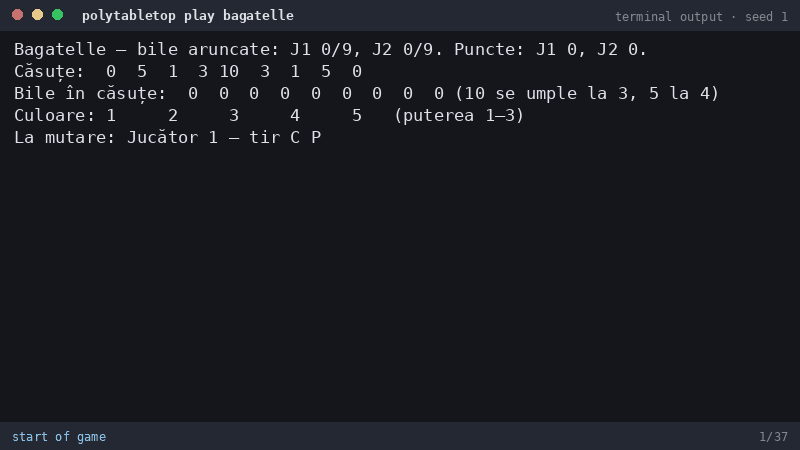 polytabletop play bagatelle
terminal output · seed 1
Bagatelle — bile aruncate: J1 0/9, J2 0/9. Puncte: J1 0, J2 0.
Căsuțe:  0  5  1  3 10  3  1  5  0
Bile în căsuțe:  0  0  0  0  0  0  0  0  0 (10 se umple la 3, 5 la 4)
Culoare: 1     2     3     4     5   (puterea 1–3)
La mutare: Jucător 1 — tir C P
start of game
1/37